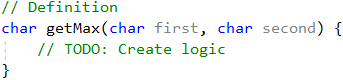 // Definition
char getMax(char first, char second) {
    // TODO: Create logic
}